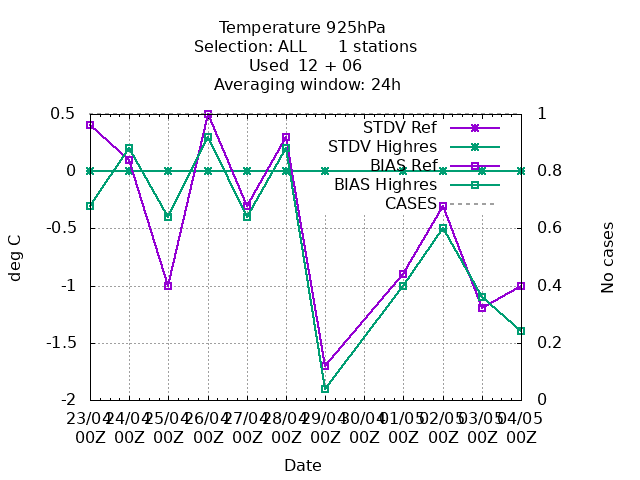 Temperature 925hPa
Selection: ALL      1 stations
Used  12 + 06
Averaging window: 24h
0.5
0
-0.5
-1
-1.5
-2
deg C
1
0.8
0.6
0.4
0.2
0
No cases
STDV Ref
STDV Highres
BIAS Ref
BIAS Highres
CASES
23/04 24/04 25/04 26/04 27/04 28/04 29/04 30/04 01/05 02/05 03/05 04/05
00Z 00Z 00Z 00Z 00Z 00Z 00Z 00Z 00Z 00Z 00Z 00Z
Date